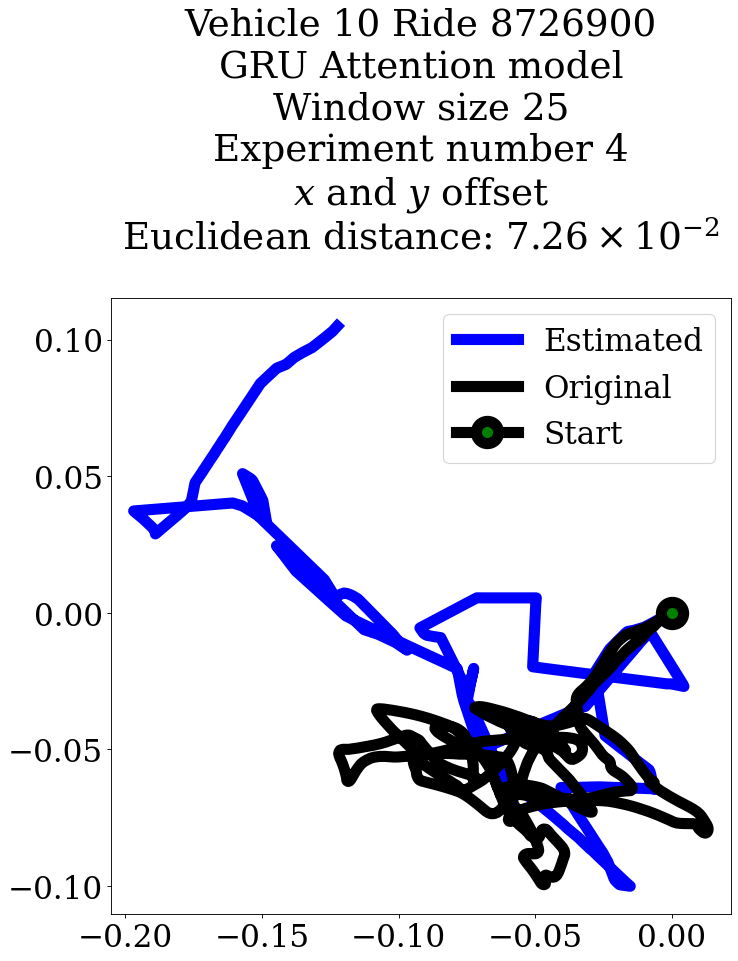 Vehicle 10 Ride 8726900
GRU Attention model
Window size 25
Experiment number 4
x and y offset
Euclidean distance: 7.26 × 10⁻²
Estimated
Original
Start
0.10
0.05
0.00
−0.05
−0.10
−0.20 −0.15 −0.10 −0.05 0.00